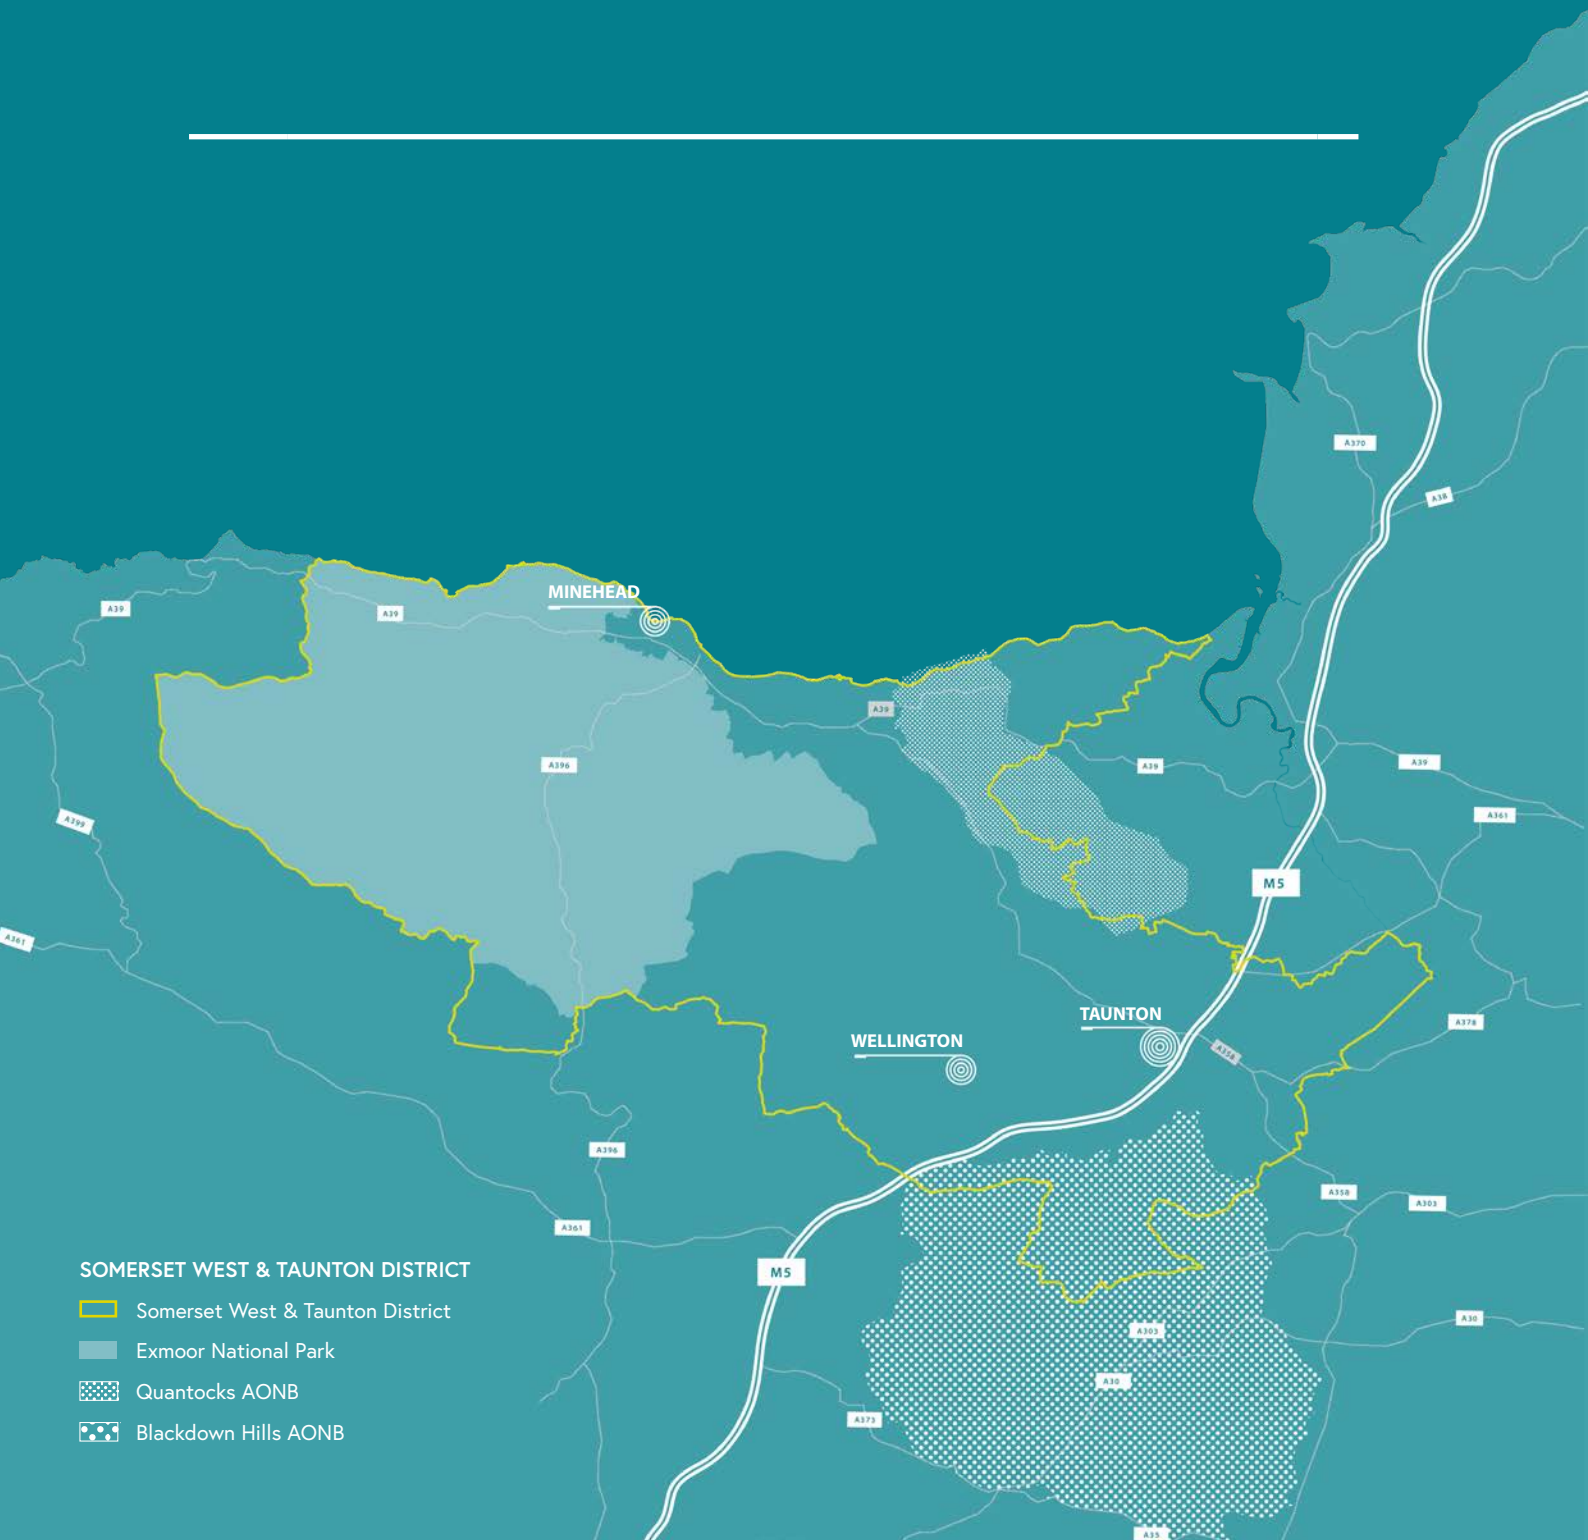 A370
A38
MINEHEAD
A39
A39
A39
A396
A39
A39
A361
A399
M5
A361
TAUNTON
A378
WELLINGTON
A358
A396
A358
A303
A361
M5
SOMERSET WEST & TAUNTON DISTRICT
Somerset West & Taunton District
A30
A303
Exmoor National Park
A30
Quantocks AONB
A373
Blackdown Hills AONB
A35